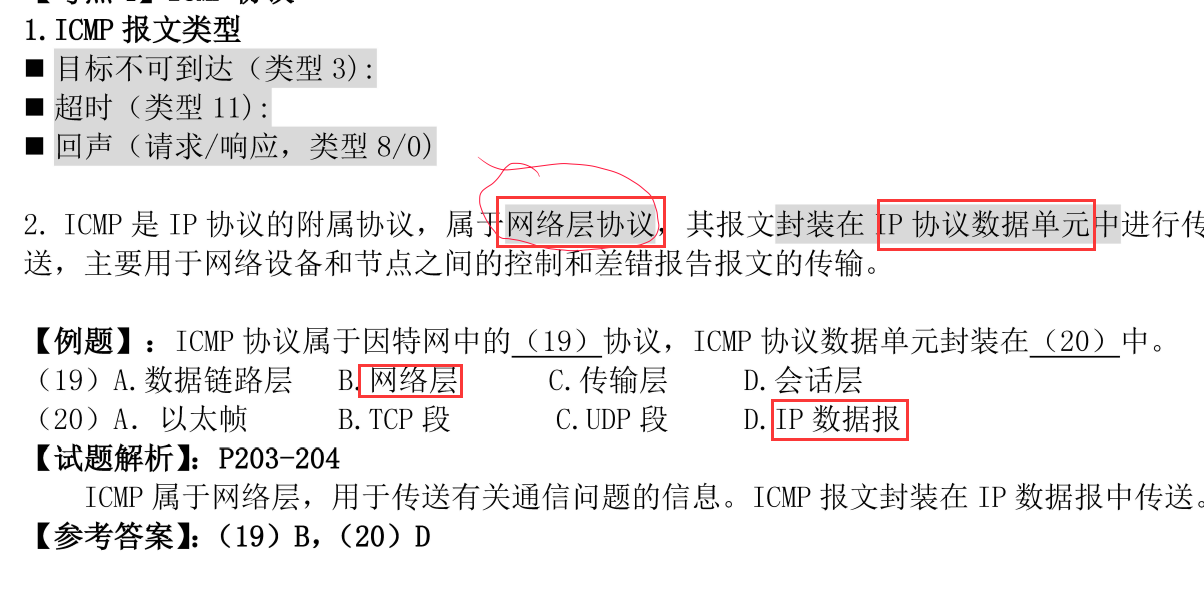 1.ICMP 报文类型
■ 目标不可到达（类型 3):
■ 超时（类型 11):
■ 回声（请求/响应，类型 8/0)
2. ICMP 是 IP 协议的附属协议，属于网络层协议，其报文封装在 IP 协议数据单元中进行传
送，主要用于网络设备和节点之间的控制和差错报告报文的传输。
【例题】：ICMP 协议属于因特网中的（19）协议，ICMP 协议数据单元封装在（20）中。
（19）A.数据链路层 B.网络层 C.传输层 D.会话层
（20）A. 以太帧 B.TCP 段 C.UDP 段 D.IP 数据报
【试题解析】：P203-204
ICMP 属于网络层，用于传送有关通信问题的信息。ICMP 报文封装在 IP 数据报中传送。
【参考答案】：（19）B，（20）D